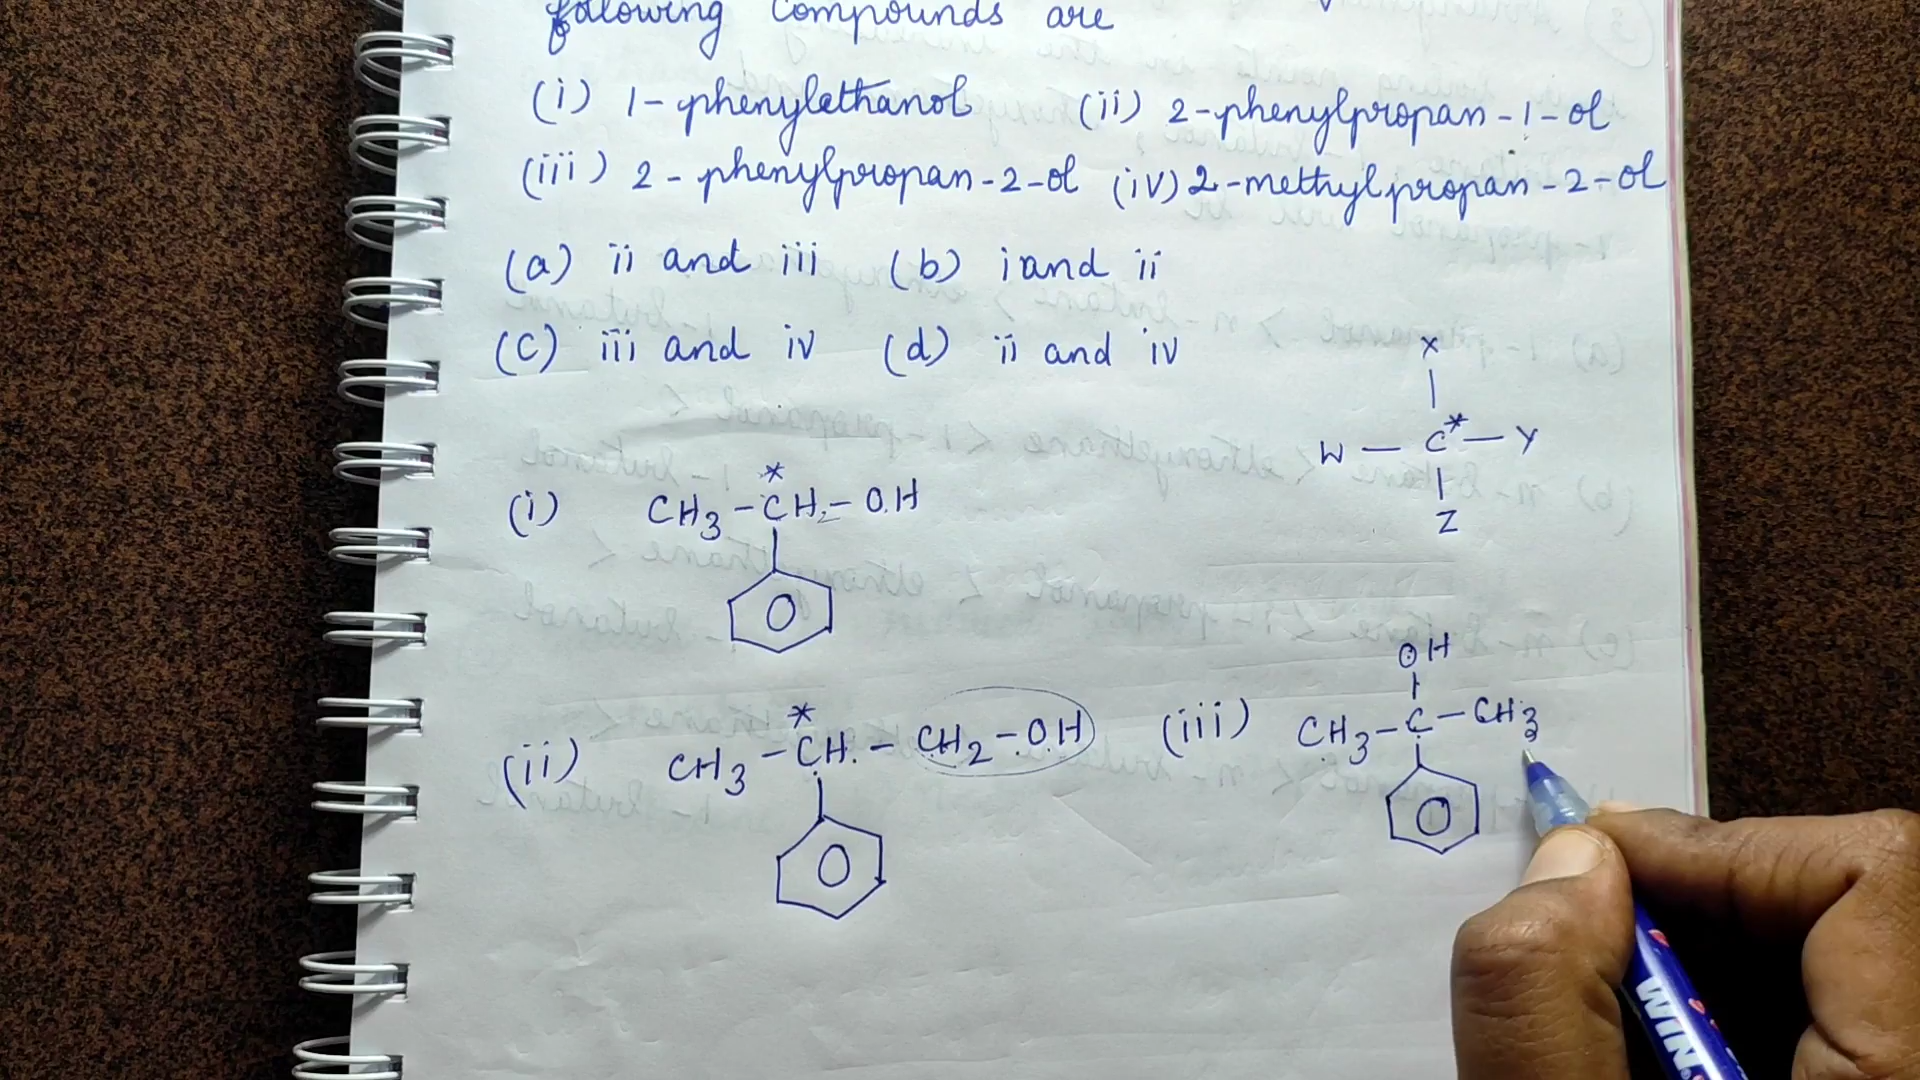 following compounds are
(i) 1-phenylethanol (ii) 2-phenylpropan-1-ol
(iii) 2-phenylpropan-2-ol (iv) 2-methylpropan-2-ol
(a) ii and iii (b) i and ii
(c) iii and iv (d) ii and iv
X
W - C* - Y
Z
(i) CH3 - *CH2 - OH
OH
(ii) CH3 - *CH - CH2 - OH (iii) CH3 - C - CH3
WIN